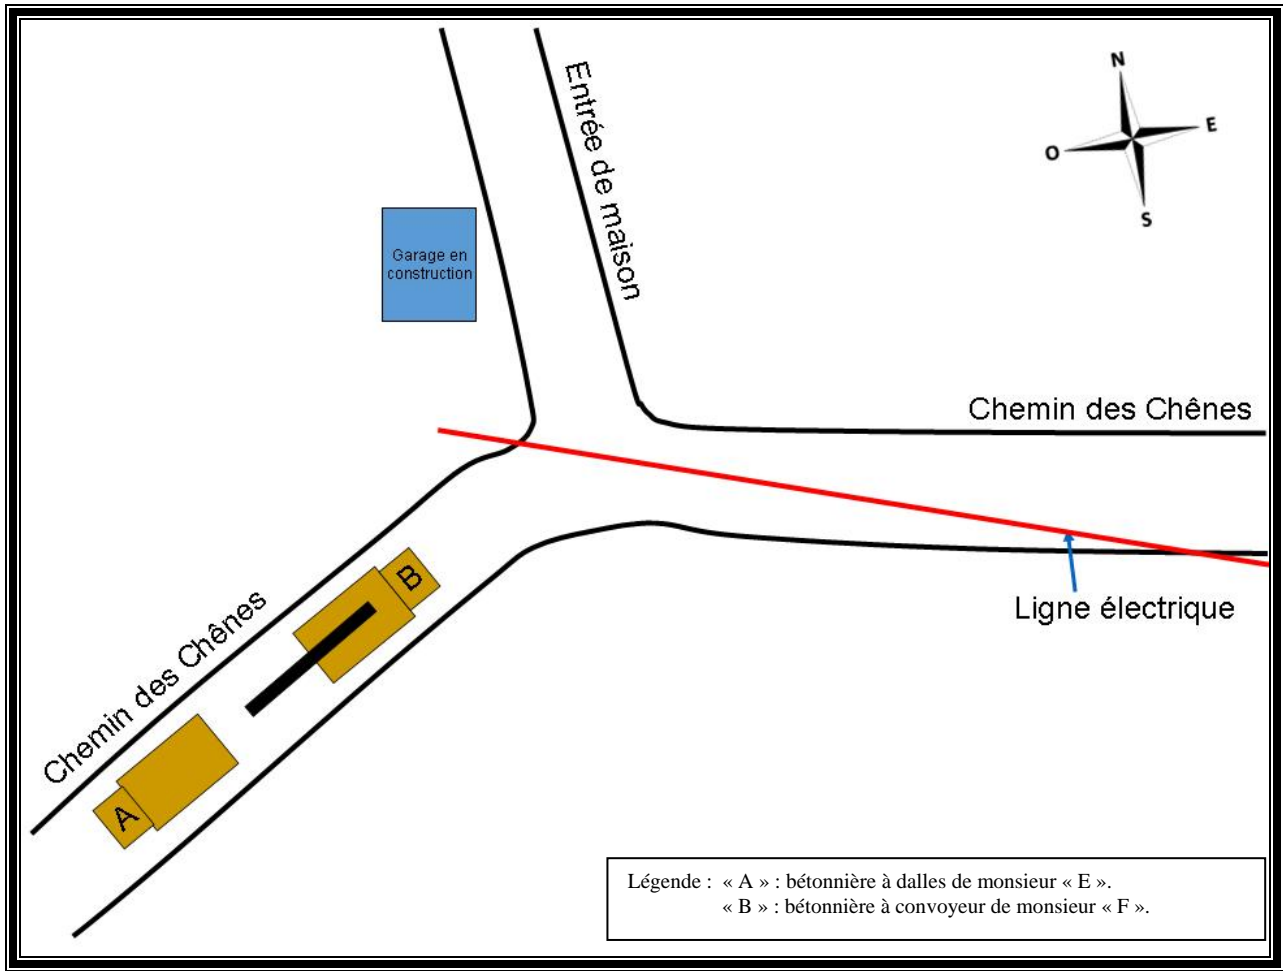 N
E
O
S
Entrée de maison
Garage en
construction
Chemin des Chênes
Ligne électrique
Chemin des Chênes
B
A
Légende : « A » : bétonnière à dalles de monsieur « E ».
« B » : bétonnière à convoyeur de monsieur « F ».